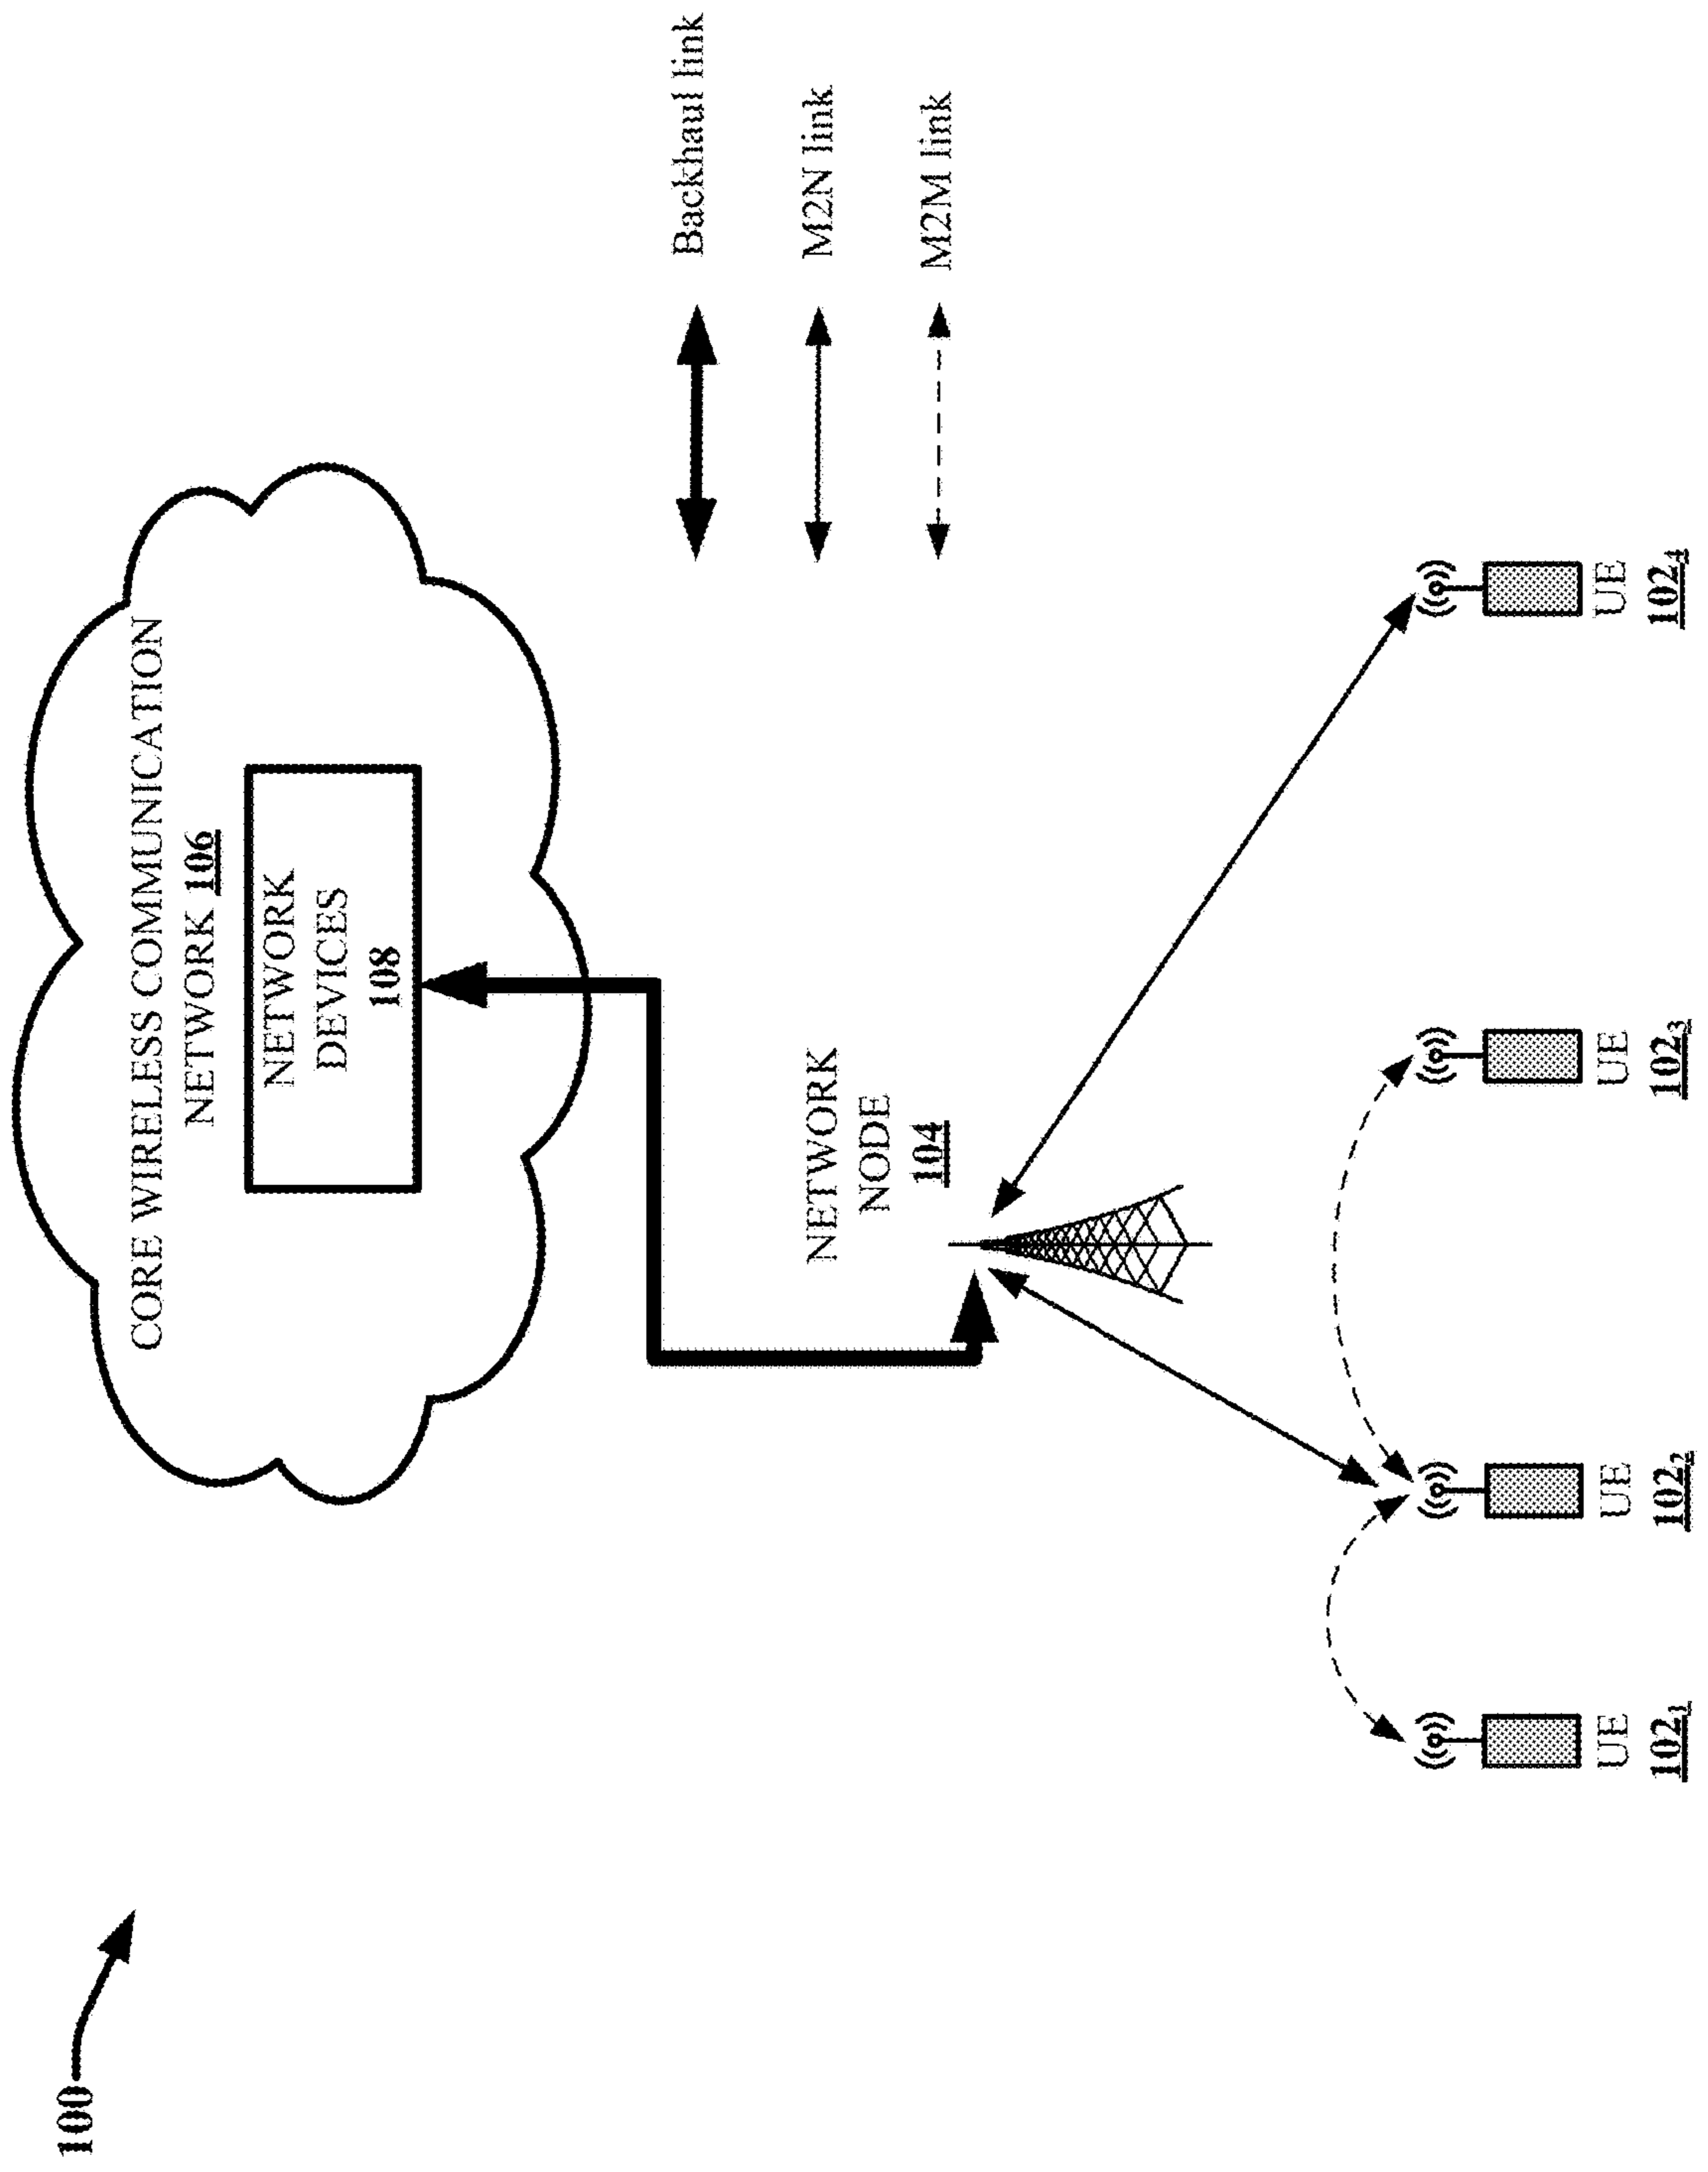 100
CORE WIRELESS COMMUNICATION
NETWORK 106
NETWORK
DEVICES
108
Backhaul link
M2N link
M2M link
NETWORK
NODE
104
UE
102₁
UE
102₂
UE
102₃
UE
102₄